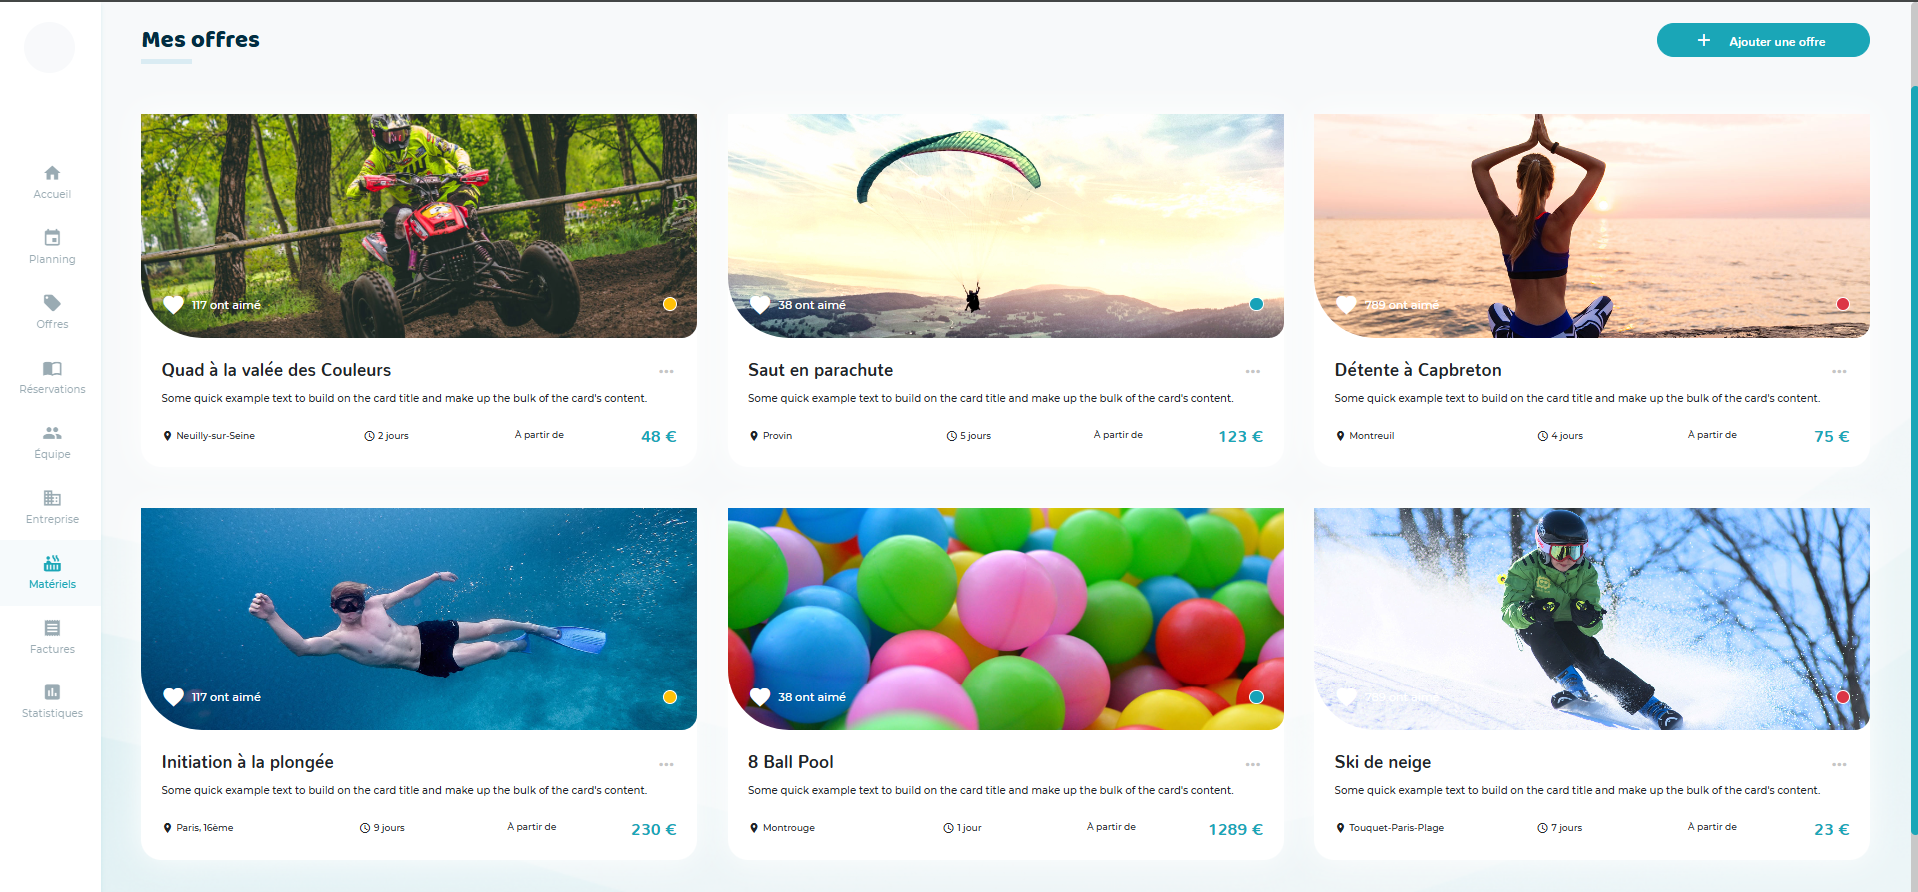 Mes offres
Ajouter une offre
Accueil
Planning
Offres
Réservations
Équipe
Entreprise
Matériels
Factures
Statistiques
117 ont aimé
Quad à la valée des Couleurs
Some quick example text to build on the card title and make up the bulk of the card's content.
Neuilly-sur-Seine 2 jours À partir de 48 €
38 ont aimé
Saut en parachute
Some quick example text to build on the card title and make up the bulk of the card's content.
Provin 5 jours À partir de 123 €
789 ont aimé
Détente à Capbreton
Some quick example text to build on the card title and make up the bulk of the card's content.
Montreuil 4 jours À partir de 75 €
117 ont aimé
Initiation à la plongée
Some quick example text to build on the card title and make up the bulk of the card's content.
Paris, 16ème 9 jours À partir de 230 €
38 ont aimé
8 Ball Pool
Some quick example text to build on the card title and make up the bulk of the card's content.
Montrouge 1 jour À partir de 1289 €
789 ont aimé
Ski de neige
Some quick example text to build on the card title and make up the bulk of the card's content.
Touquet-Paris-Plage 7 jours À partir de 23 €